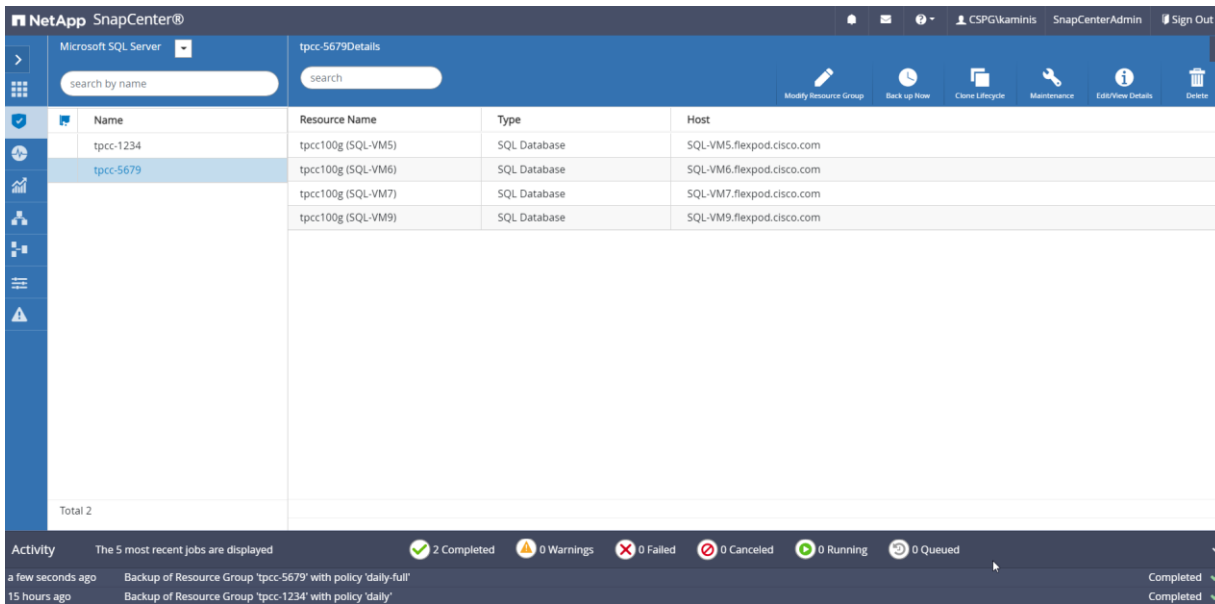 NetApp SnapCenter®
CSPG\kaminis SnapCenterAdmin Sign Out
Microsoft SQL Server
tpcc-5679Details
search by name
search
Modify Resource Group Back up Now Clone Lifecycle Maintenance Edit/View Details Delete
Name
Resource Name Type Host
tpcc-1234
tpcc100g (SQL-VM5) SQL Database SQL-VM5.flexpod.cisco.com
tpcc-5679
tpcc100g (SQL-VM6) SQL Database SQL-VM6.flexpod.cisco.com
tpcc100g (SQL-VM7) SQL Database SQL-VM7.flexpod.cisco.com
tpcc100g (SQL-VM9) SQL Database SQL-VM9.flexpod.cisco.com
Total 2
Activity The 5 most recent jobs are displayed 2 Completed 0 Warnings 0 Failed 0 Canceled 0 Running 0 Queued
a few seconds ago Backup of Resource Group 'tpcc-5679' with policy 'daily-full' Completed
15 hours ago Backup of Resource Group 'tpcc-1234' with policy 'daily' Completed